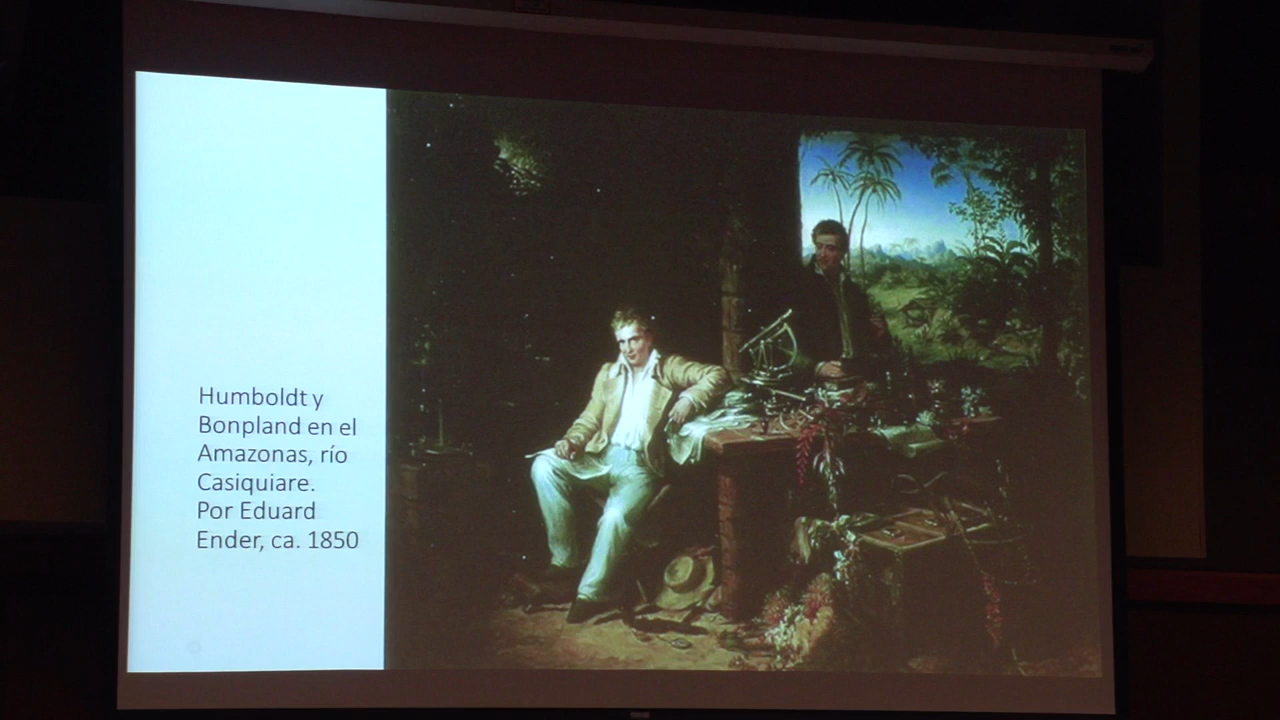 Humboldt y
Bonpland en el
Amazonas, río
Casiquiare.
Por Eduard
Ender, ca. 1850